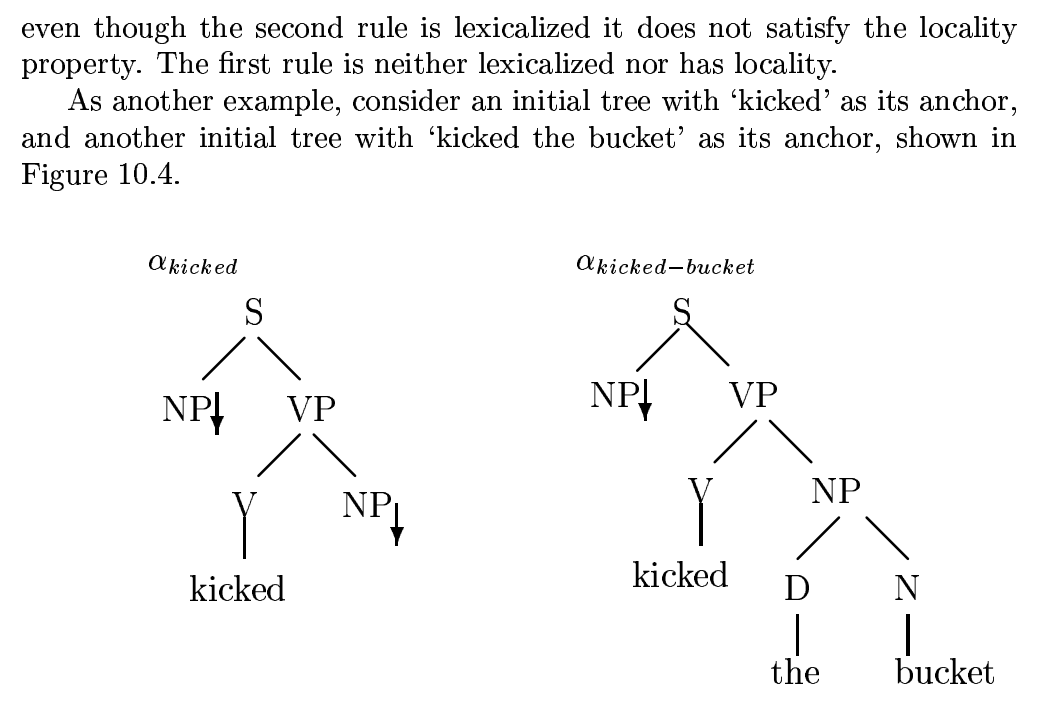 even though the second rule is lexicalized it does not satisfy the locality
property. The first rule is neither lexicalized nor has locality.
As another example, consider an initial tree with ‘kicked’ as its anchor,
and another initial tree with ‘kicked the bucket’ as its anchor, shown in
Figure 10.4.
α_kicked
S
NP↓ VP
V NP↓
kicked
α_kicked−bucket
S
NP↓ VP
V NP
kicked D N
the bucket